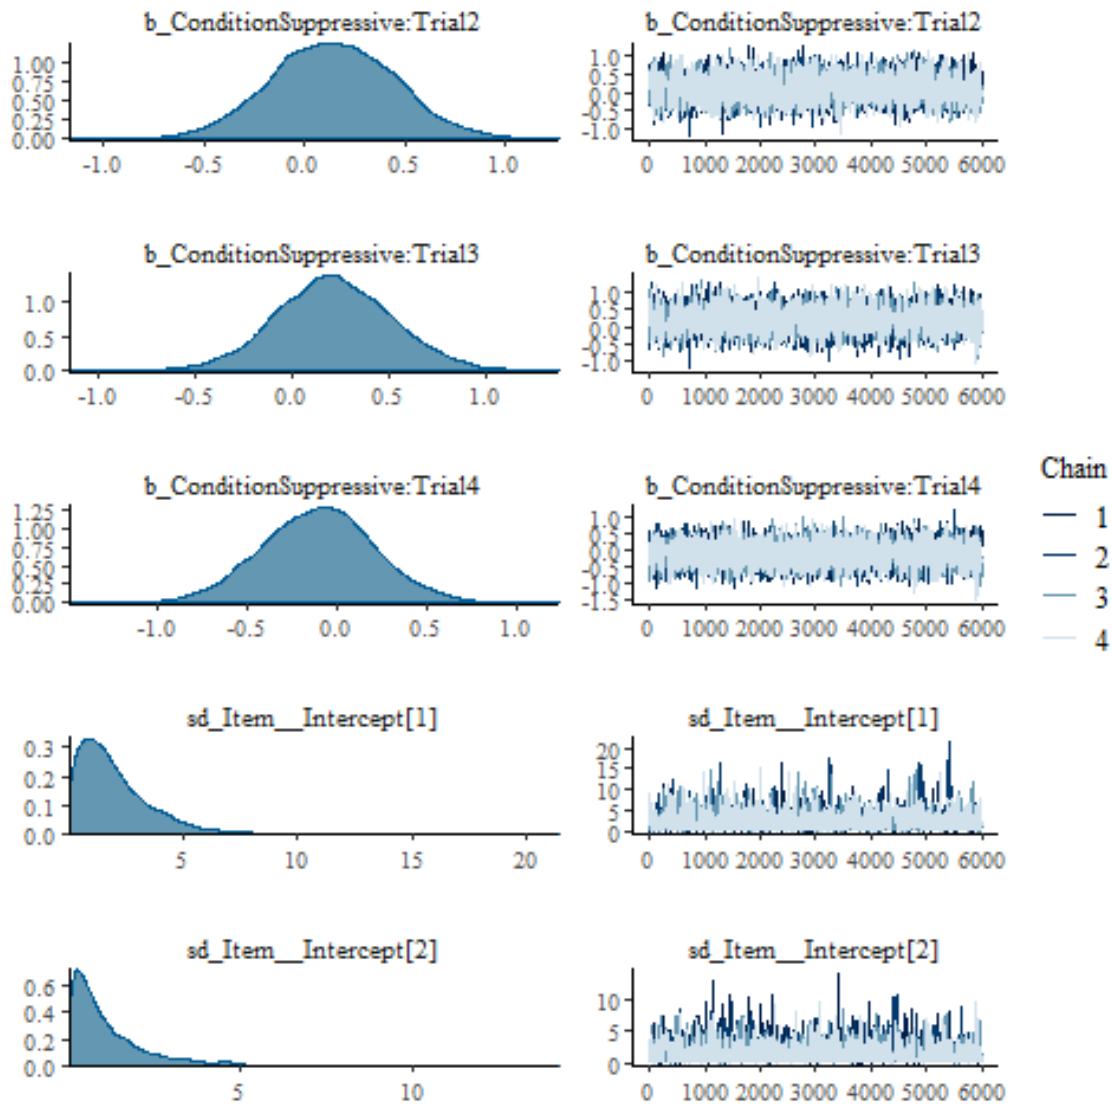 b_ConditionSuppressive:Trial2
1.00
0.75
0.50
0.25
0.00
-1.0 -0.5 0.0 0.5 1.0
b_ConditionSuppressive:Trial2
1.0
0.5
0.0
-0.5
-1.0
0 1000 2000 3000 4000 5000 6000
b_ConditionSuppressive:Trial3
1.0
0.5
0.0
-1.0 -0.5 0.0 0.5 1.0
b_ConditionSuppressive:Trial3
1.0
0.5
0.0
-0.5
-1.0
0 1000 2000 3000 4000 5000 6000
b_ConditionSuppressive:Trial4
1.25
1.00
0.75
0.50
0.25
0.00
-1.0 -0.5 0.0 0.5 1.0
b_ConditionSuppressive:Trial4
1.0
0.5
0.0
-0.5
-1.0
-1.5
0 1000 2000 3000 4000 5000 6000
sd_Item__Intercept[1]
0.3
0.2
0.1
0.0
5 10 15 20
sd_Item__Intercept[1]
20
15
10
5
0
0 1000 2000 3000 4000 5000 6000
sd_Item__Intercept[2]
0.6
0.4
0.2
0.0
5 10
sd_Item__Intercept[2]
10
5
0
0 1000 2000 3000 4000 5000 6000
Chain
1
2
3
4